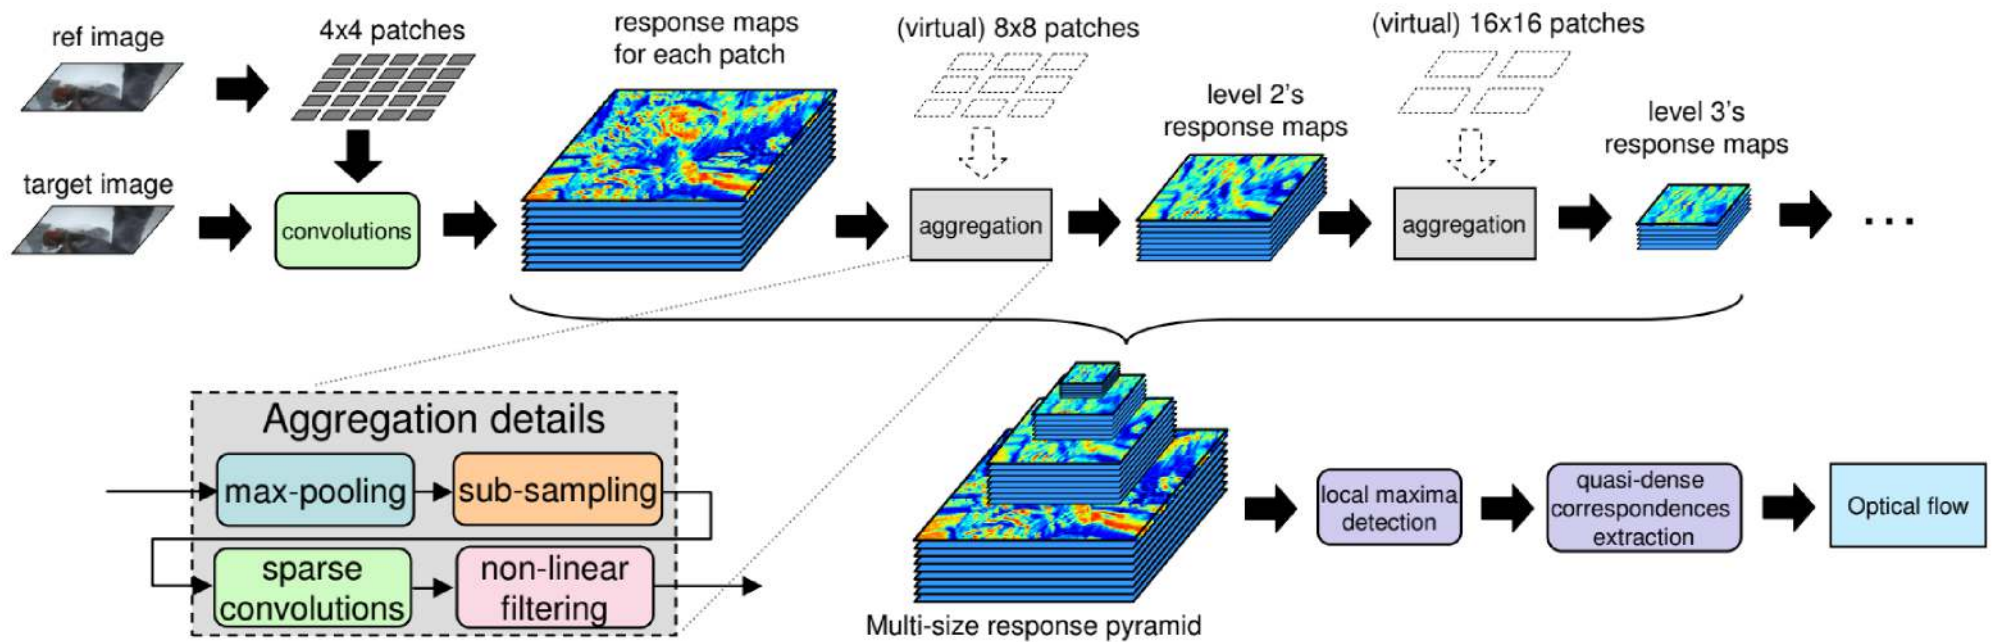 ref image
4x4 patches
response maps
for each patch
(virtual) 8x8 patches
level 2's
response maps
(virtual) 16x16 patches
level 3's
response maps
target image
convolutions
aggregation
aggregation
...
Aggregation details
max-pooling
sub-sampling
sparse
convolutions
non-linear
filtering
Multi-size response pyramid
local maxima
detection
quasi-dense
correspondences
extraction
Optical flow